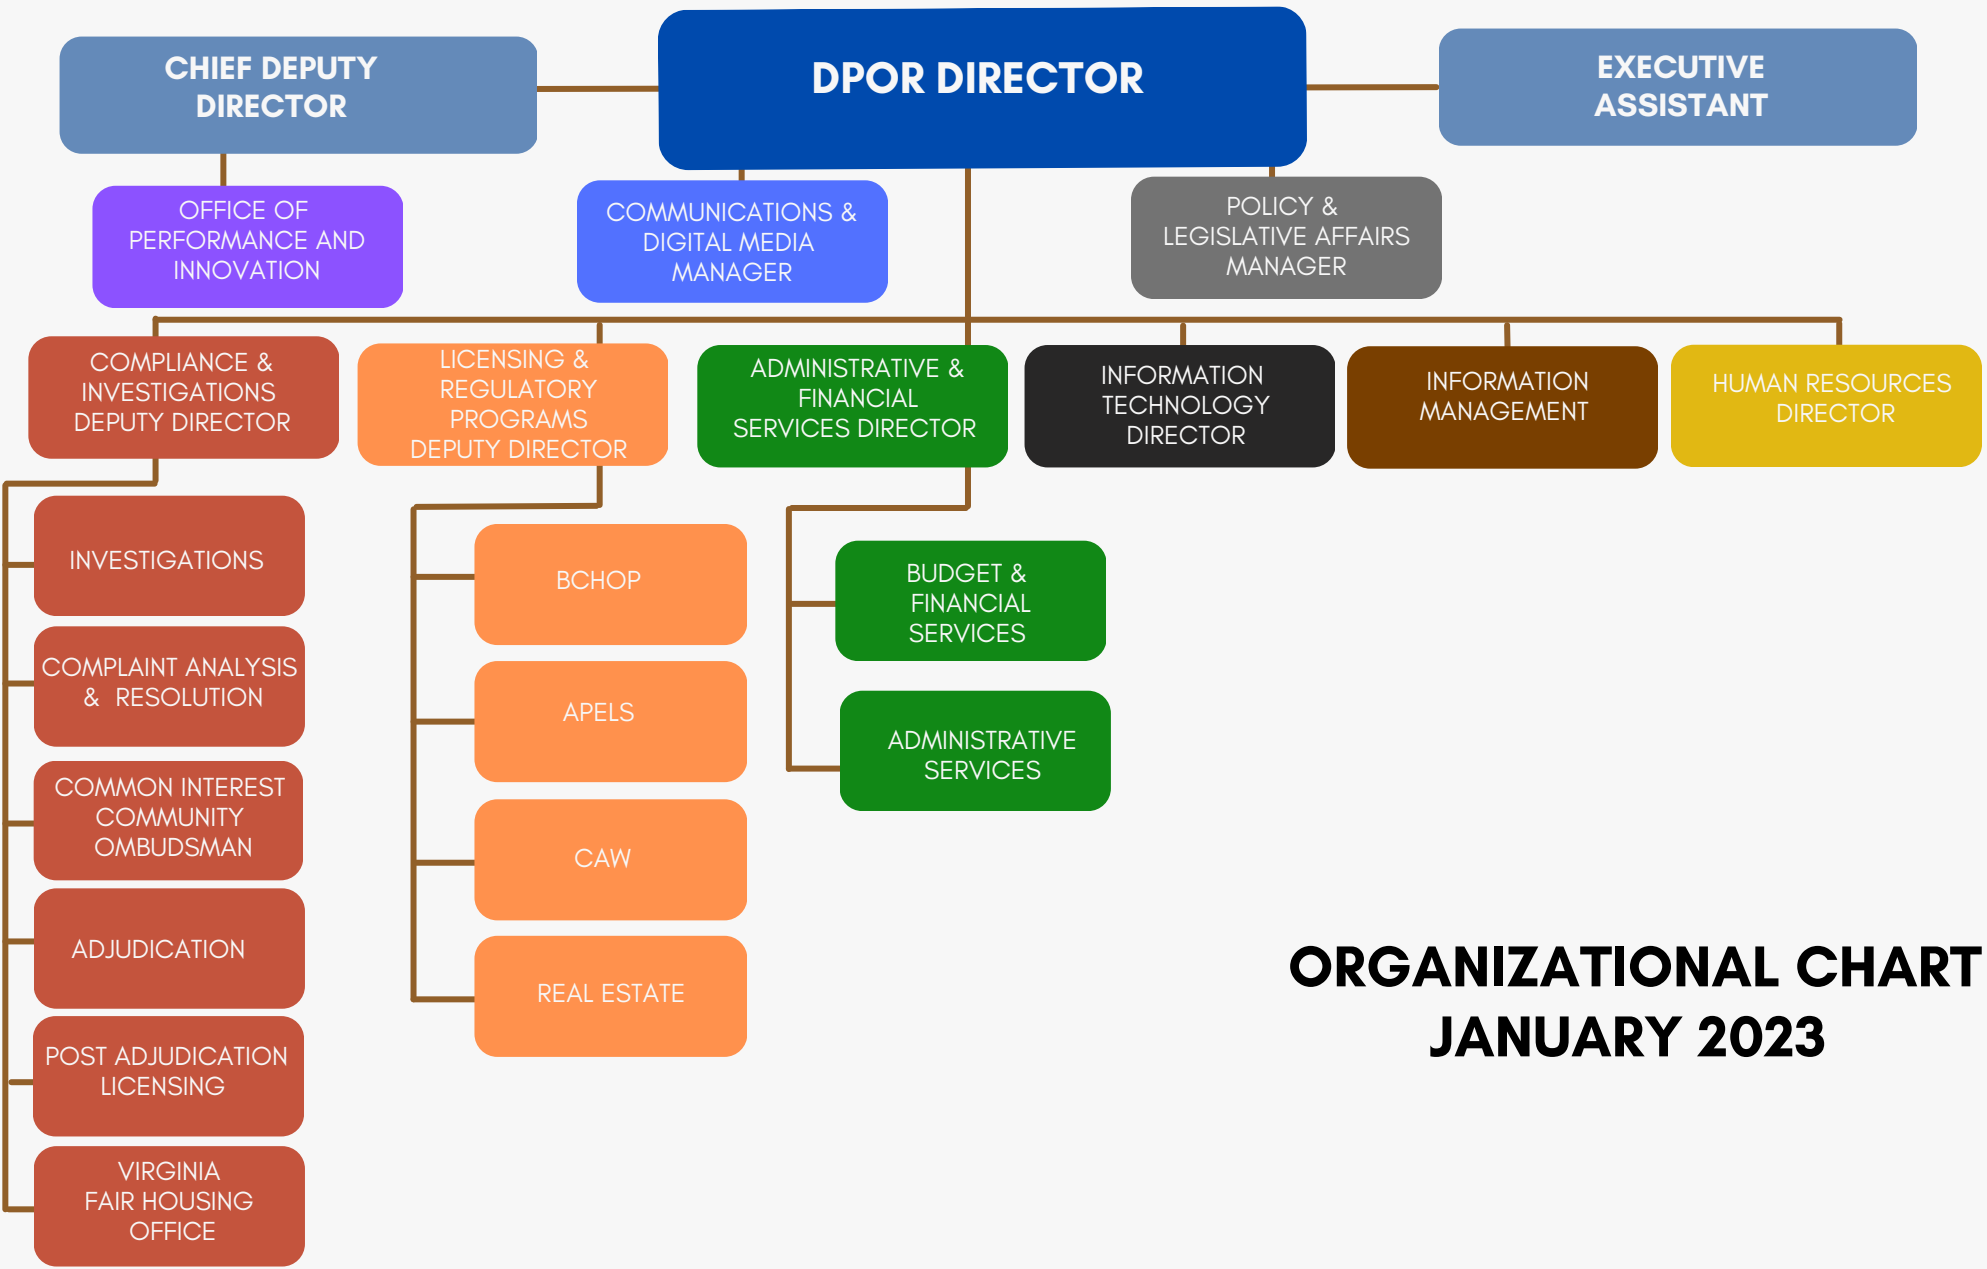 CHIEF DEPUTY
DIRECTOR
DPOR DIRECTOR
EXECUTIVE
ASSISTANT
OFFICE OF
PERFORMANCE AND
INNOVATION
COMMUNICATIONS &
DIGITAL MEDIA
MANAGER
POLICY &
LEGISLATIVE AFFAIRS
MANAGER
COMPLIANCE &
INVESTIGATIONS
DEPUTY DIRECTOR
LICENSING &
REGULATORY
PROGRAMS
DEPUTY DIRECTOR
ADMINISTRATIVE &
FINANCIAL
SERVICES DIRECTOR
INFORMATION
TECHNOLOGY
DIRECTOR
INFORMATION
MANAGEMENT
HUMAN RESOURCES
DIRECTOR
INVESTIGATIONS
COMPLAINT ANALYSIS
& RESOLUTION
COMMON INTEREST
COMMUNITY
OMBUDSMAN
ADJUDICATION
POST ADJUDICATION
LICENSING
VIRGINIA
FAIR HOUSING
OFFICE
BCHOP
APELS
CAW
REAL ESTATE
BUDGET &
FINANCIAL
SERVICES
ADMINISTRATIVE
SERVICES
ORGANIZATIONAL CHART
JANUARY 2023